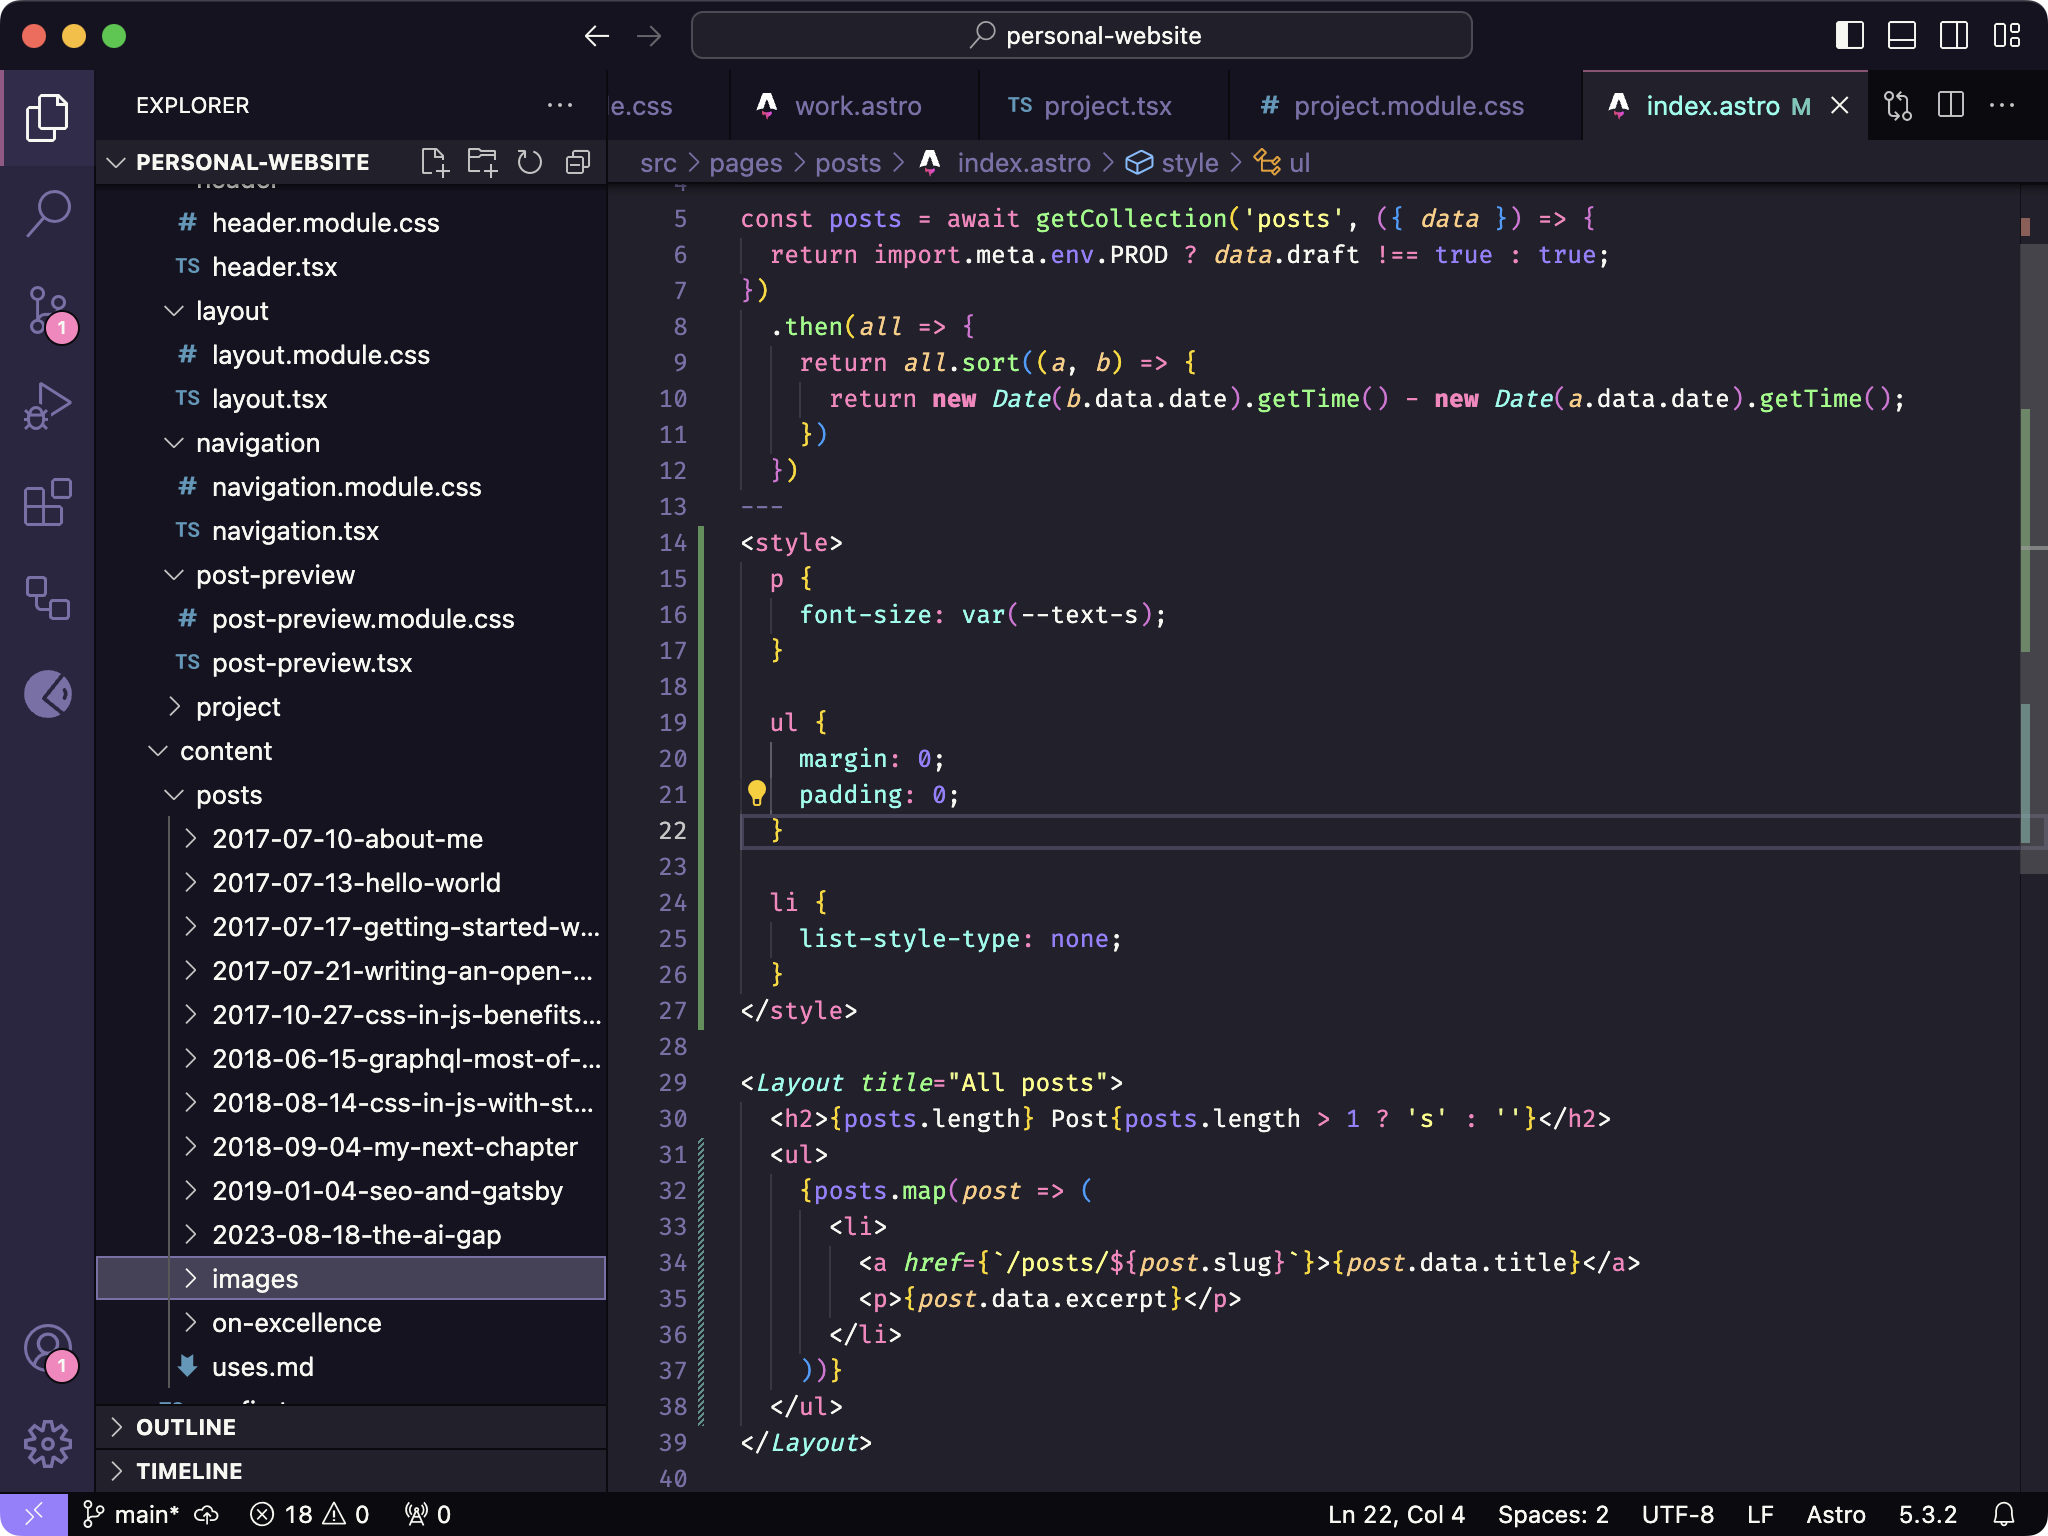 personal-website
EXPLORER
e.css
work.astro
TS project.tsx
# project.module.css
index.astro M
PERSONAL-WEBSITE
src > pages > posts > index.astro > style > ul
header
# header.module.css
TS header.tsx
layout
# layout.module.css
TS layout.tsx
navigation
# navigation.module.css
TS navigation.tsx
post-preview
# post-preview.module.css
TS post-preview.tsx
project
content
posts
2017-07-10-about-me
2017-07-13-hello-world
2017-07-17-getting-started-w...
2017-07-21-writing-an-open-...
2017-10-27-css-in-js-benefits...
2018-06-15-graphql-most-of-...
2018-08-14-css-in-js-with-st...
2018-09-04-my-next-chapter
2019-01-04-seo-and-gatsby
2023-08-18-the-ai-gap
images
on-excellence
uses.md
OUTLINE
TIMELINE
1
1
4
5 const posts = await getCollection('posts', ({ data }) => {
6 return import.meta.env.PROD ? data.draft !== true : true;
7 })
8 .then(all => {
9 return all.sort((a, b) => {
10 return new Date(b.data.date).getTime() - new Date(a.data.date).getTime();
11 })
12 })
13 ---
14 <style>
15 p {
16 font-size: var(--text-s);
17 }
18
19 ul {
20 margin: 0;
21 padding: 0;
22 }
23
24 li {
25 list-style-type: none;
26 }
27 </style>
28
29 <Layout title="All posts">
30 <h2>{posts.length} Post{posts.length > 1 ? 's' : ''}</h2>
31 <ul>
32 {posts.map(post => (
33 <li>
34 <a href={`/posts/${post.slug}`}>{post.data.title}</a>
35 <p>{post.data.excerpt}</p>
36 </li>
37 ))}
38 </ul>
39 </Layout>
40
main* 18 0 0
Ln 22, Col 4 Spaces: 2 UTF-8 LF Astro 5.3.2